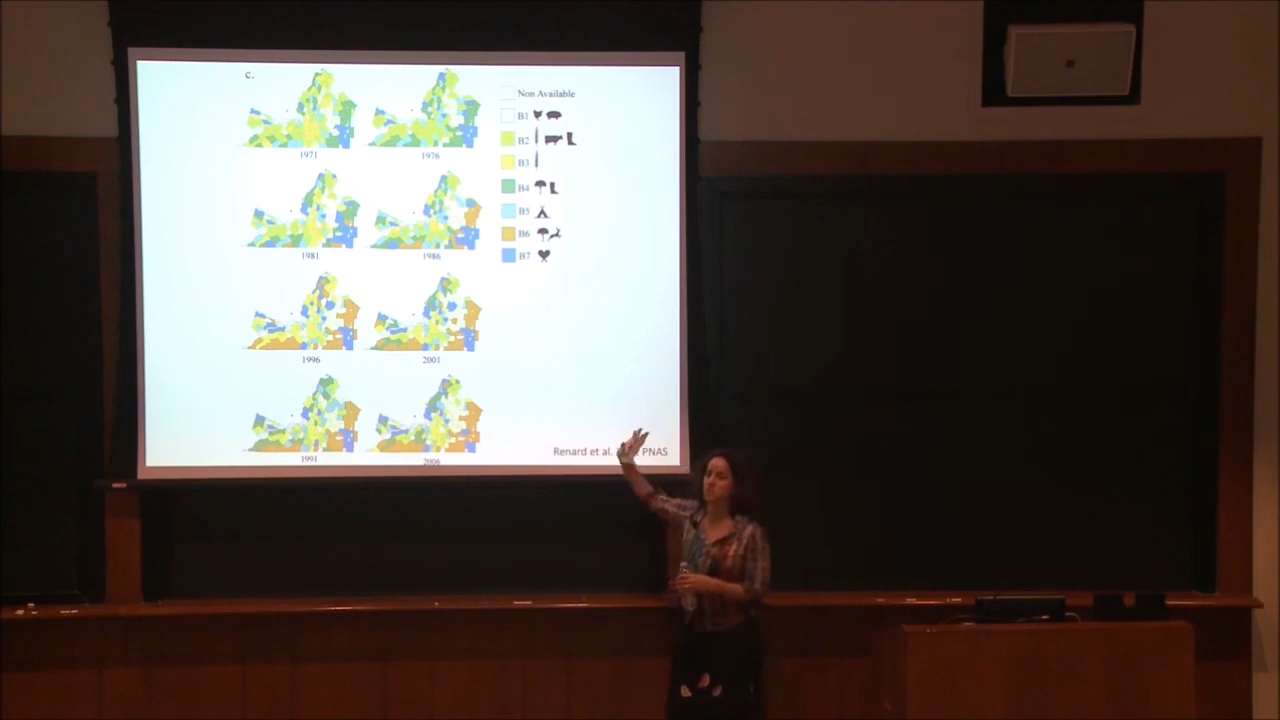 c.
Non Available
B1
B2
B3
B4
B5
B6
B7
1971 1976
1981 1986
1996 2001
1991 2006
Renard et al. PNAS